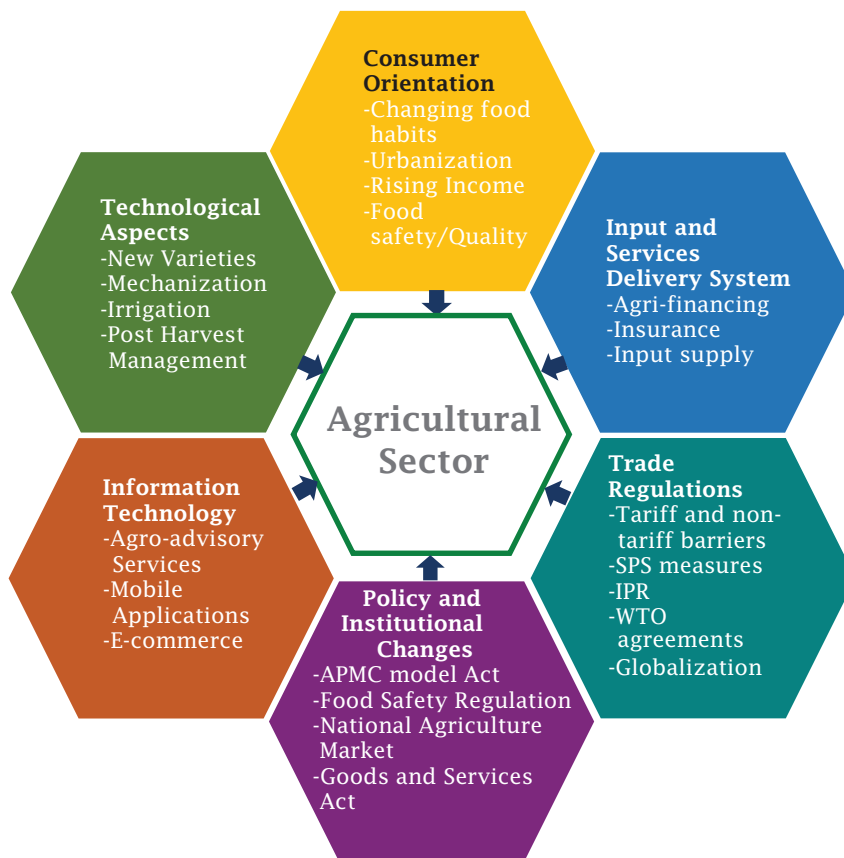 Consumer
Orientation
-Changing food
habits
-Urbanization
-Rising Income
-Food
safety/Quality
Technological
Aspects
-New Varieties
-Mechanization
-Irrigation
-Post Harvest
Management
Input and
Services
Delivery System
-Agri-financing
-Insurance
-Input supply
Agricultural
Sector
Information
Technology
-Agro-advisory
Services
-Mobile
Applications
-E-commerce
Trade
Regulations
-Tariff and non-
tariff barriers
-SPS measures
-IPR
-WTO
agreements
-Globalization
Policy and
Institutional
Changes
-APMC model Act
-Food Safety Regulation
-National Agriculture
Market
-Goods and Services
Act